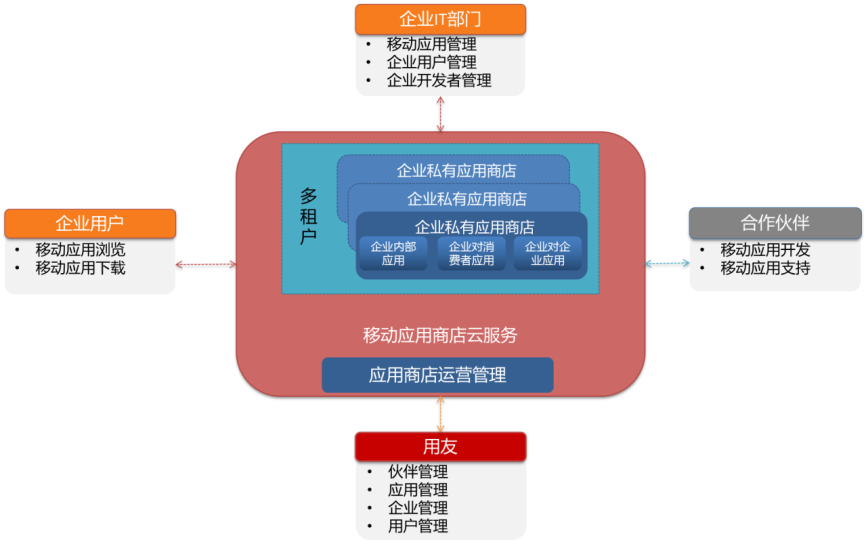 企业IT部门
• 移动应用管理
• 企业用户管理
• 企业开发者管理
多租户
企业私有应用商店
企业私有应用商店
企业私有应用商店
企业内部
应用
企业对消
费者应用
企业对企
业应用
企业用户
• 移动应用浏览
• 移动应用下载
合作伙伴
• 移动应用开发
• 移动应用支持
移动应用商店云服务
应用商店运营管理
用友
• 伙伴管理
• 应用管理
• 企业管理
• 用户管理